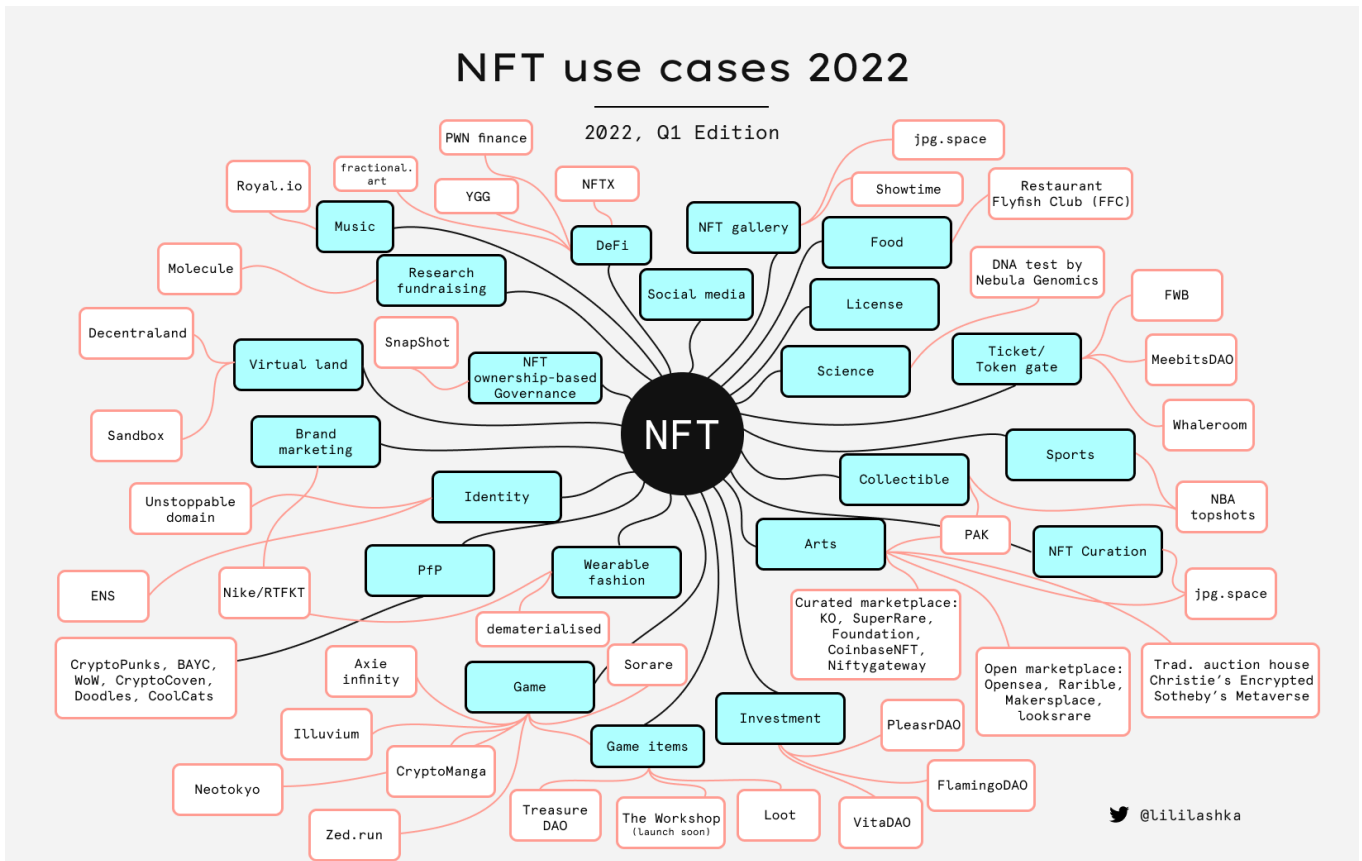 NFT use cases 2022
2022, Q1 Edition
PWN finance
jpg.space
fractional.
art
Royal.io
YGG
NFTX
Showtime
Restaurant
Flyfish Club (FFC)
Music
DeFi
NFT gallery
Food
Molecule
Research
fundraising
Social media
License
DNA test by
Nebula Genomics
FWB
Decentraland
SnapShot
Virtual land
NFT
ownership-based
Governance
Science
Ticket/
Token gate
MeebitsDAO
Sandbox
Brand
marketing
NFT
Whaleroom
Sports
Collectible
Identity
Unstoppable
domain
NBA
topshots
PAK
Arts
NFT Curation
PfP
Wearable
fashion
ENS
Nike/RTFKT
jpg.space
dematerialised
Curated marketplace:
KO, SuperRare,
Foundation,
CoinbaseNFT,
Niftygateway
CryptoPunks, BAYC,
WoW, CryptoCoven,
Doodles, CoolCats
Axie
infinity
Sorare
Game
Open marketplace:
Opensea, Rarible,
Makersplace,
looksrare
Trad. auction house
Christie's Encrypted
Sotheby's Metaverse
Illuvium
Game items
Investment
PleasrDAO
Neotokyo
CryptoManga
FlamingoDAO
Zed.run
Treasure
DAO
The Workshop
(launch soon)
Loot
VitaDAO
@lililashka